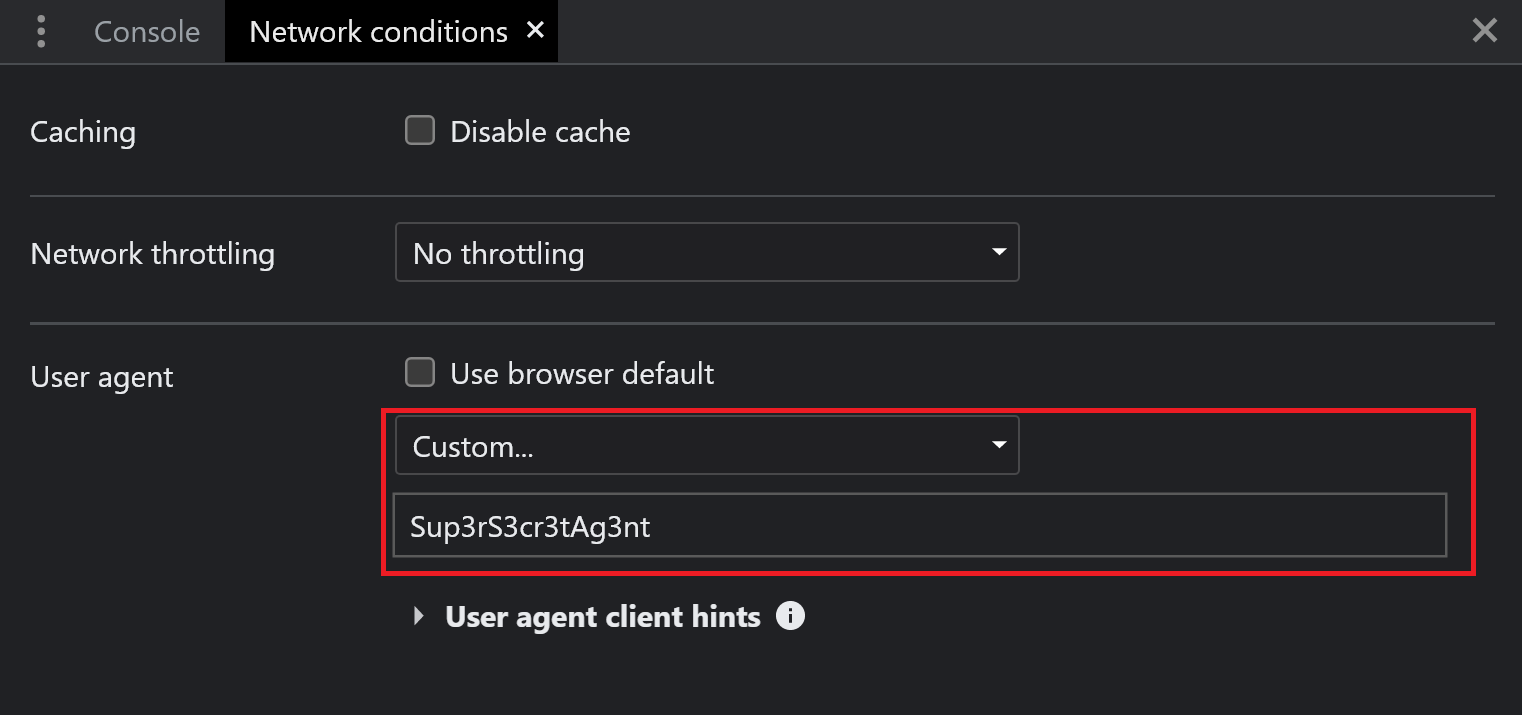 Console Network conditions
Caching Disable cache
Network throttling No throttling
User agent Use browser default
Custom...
Sup3rS3cr3tAg3nt
User agent client hints